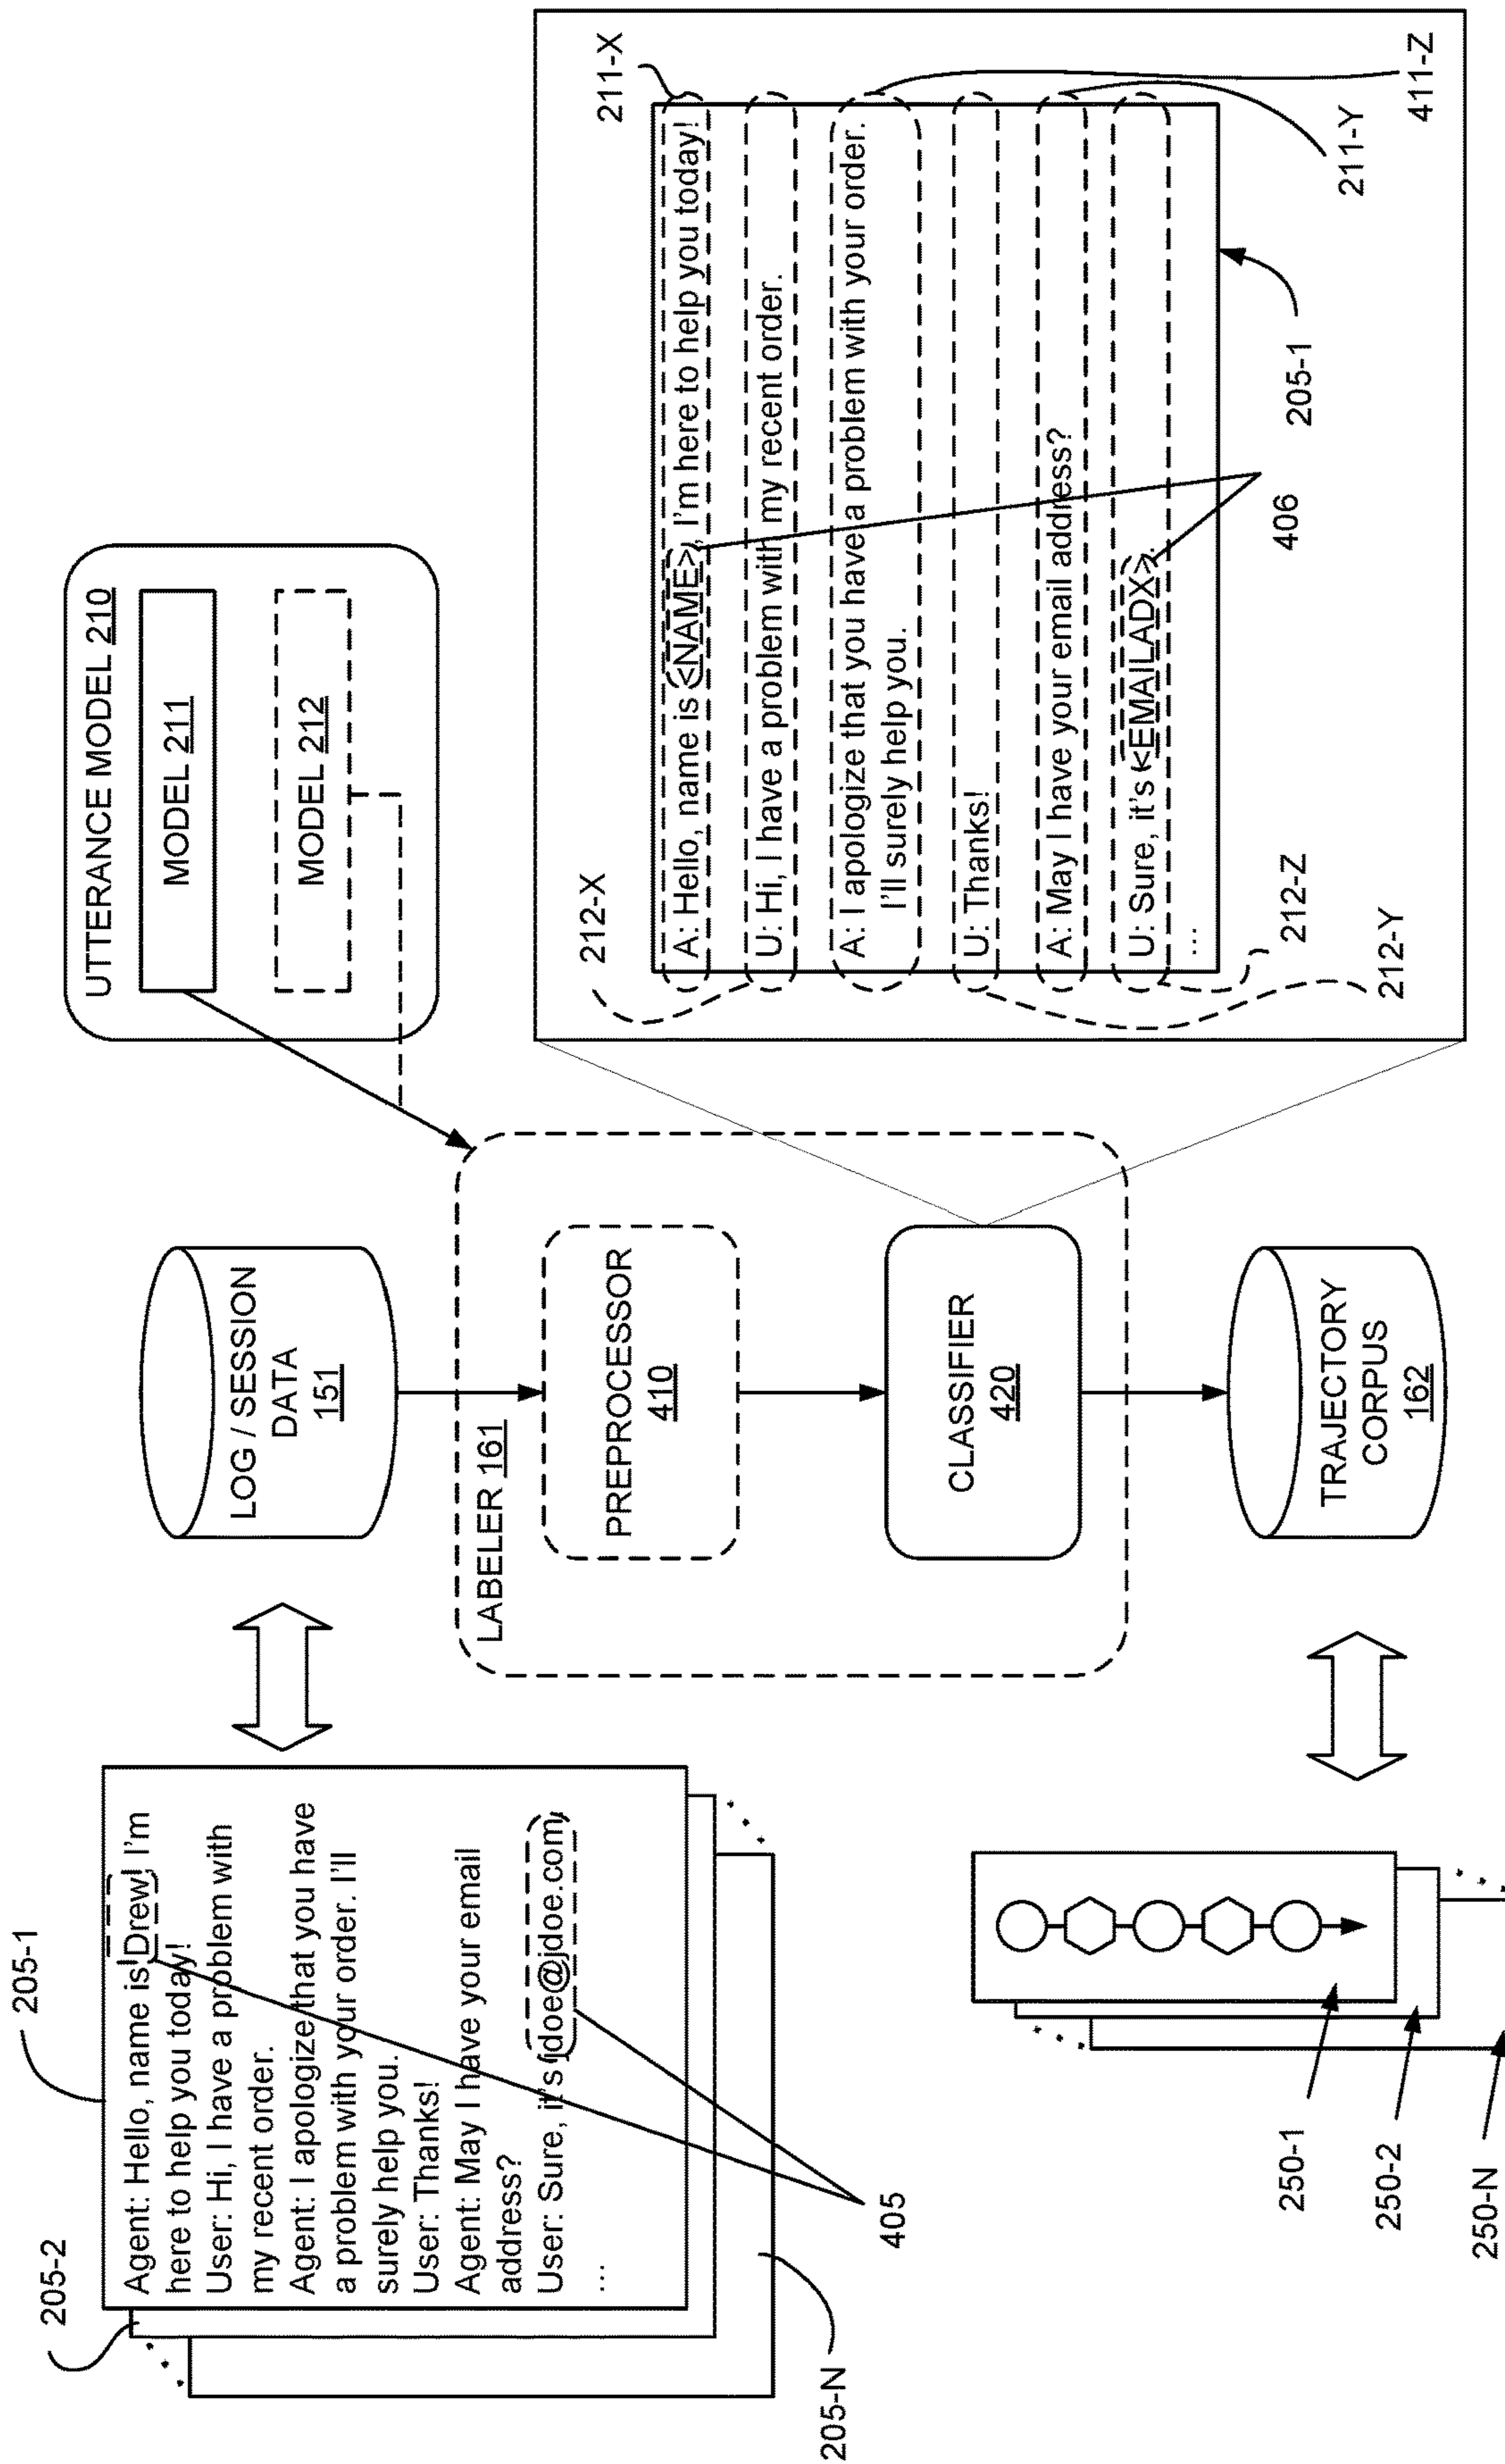 205-2
205-1
Agent: Hello, name is Drew! I'm
here to help you today!
User: Hi, I have a problem with
my recent order.
Agent: I apologize that you have
a problem with your order. I'll
surely help you.
User: Thanks!
Agent: May I have your email
address?
User: Sure, it's jdoe@jdoe.com
...
205-N
405
LOG / SESSION
DATA
151
UTTERANCE MODEL 210
MODEL 211
MODEL 212
LABELER 161
PREPROCESSOR
410
CLASSIFIER
420
TRAJECTORY
CORPUS
162
250-1
250-2
250-N
212-X
211-X
A: Hello, name is <NAME>, I'm here to help you today!
U: Hi, I have a problem with my recent order.
A: I apologize that you have a problem with your order.
I'll surely help you.
U: Thanks!
A: May I have your email address?
U: Sure, it's <EMAILADX>.
...
212-Z
212-Y
406
205-1
211-Y
411-Z